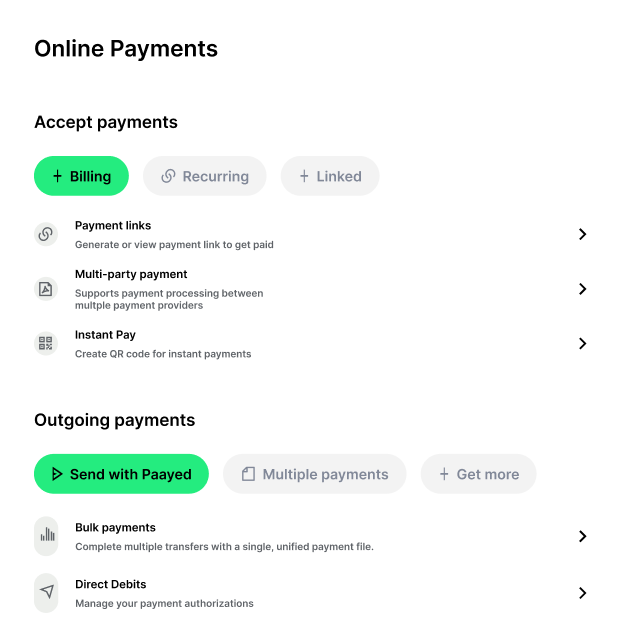 Online Payments
Accept payments
Billing
Recurring
Linked
Payment links
Generate or view payment link to get paid
Multi-party payment
Supports payment processing between
multple payment providers
Instant Pay
Create QR code for instant payments
Outgoing payments
Send with Paayed
Multiple payments
Get more
Bulk payments
Complete multiple transfers with a single, unified payment file.
Direct Debits
Manage your payment authorizations